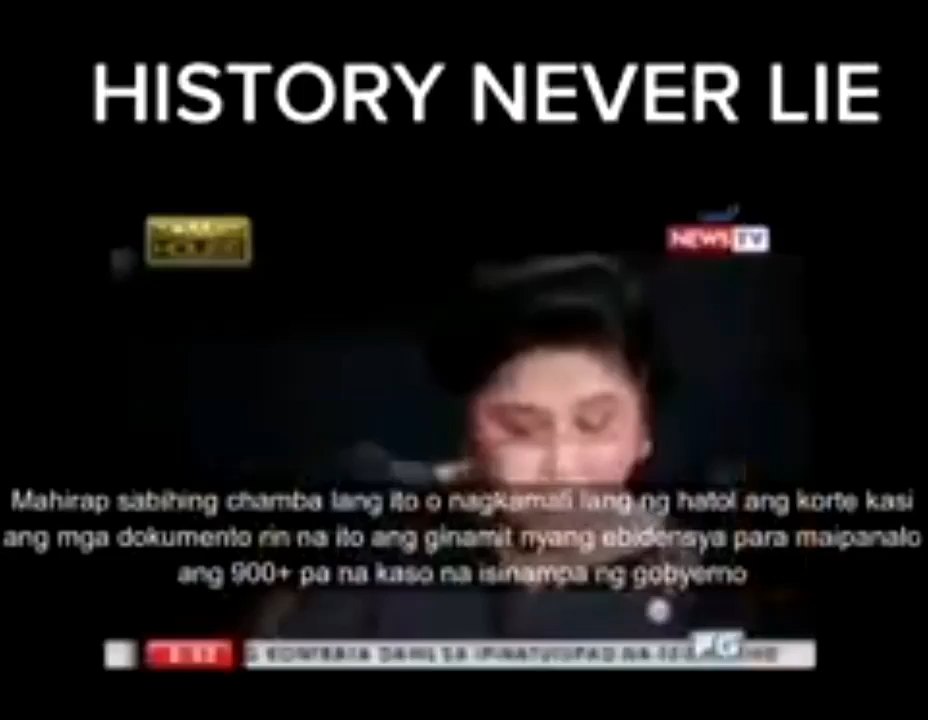 HISTORY NEVER LIE
NEWS TV
Mahirap sabihing chamba lang ito o nagkamali lang ng hatol ang korte kasi
ang mga dokumento rin na ito ang ginamit nyang ebidensya para maipanalo
ang 900+ pa na kaso na isinampa ng gobyerno
PG